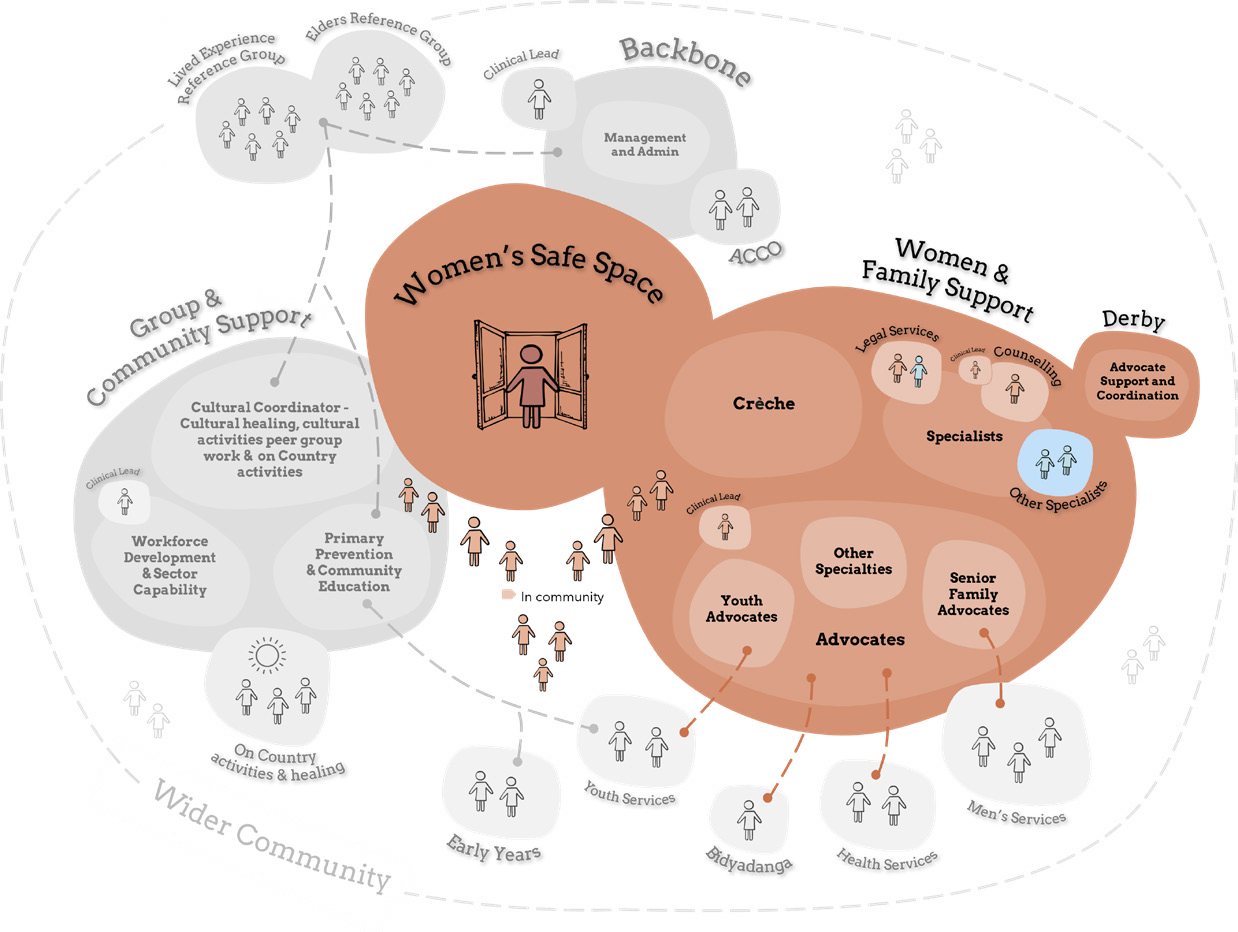 Lived Experience
Reference Group
Elders Reference Group
Clinical Lead
Backbone
Management
and Admin
ACCO
Women's Safe Space
Women &
Family Support
Derby
Advocate
Support and
Coordination
Legal Services
Clinical Lead
Counselling
Crèche
Specialists
Other Specialists
Group &
Community Support
Cultural Coordinator -
Cultural healing, cultural
activities peer group
work & on Country
activities
Clinical Lead
Workforce
Development
& Sector
Capability
Primary
Prevention
& Community
Education
In community
Clinical Lead
Other
Specialties
Youth
Advocates
Senior
Family
Advocates
Advocates
On Country
activities & healing
Early Years
Youth Services
Bidyadanga
Health Services
Men's Services
Wider Community